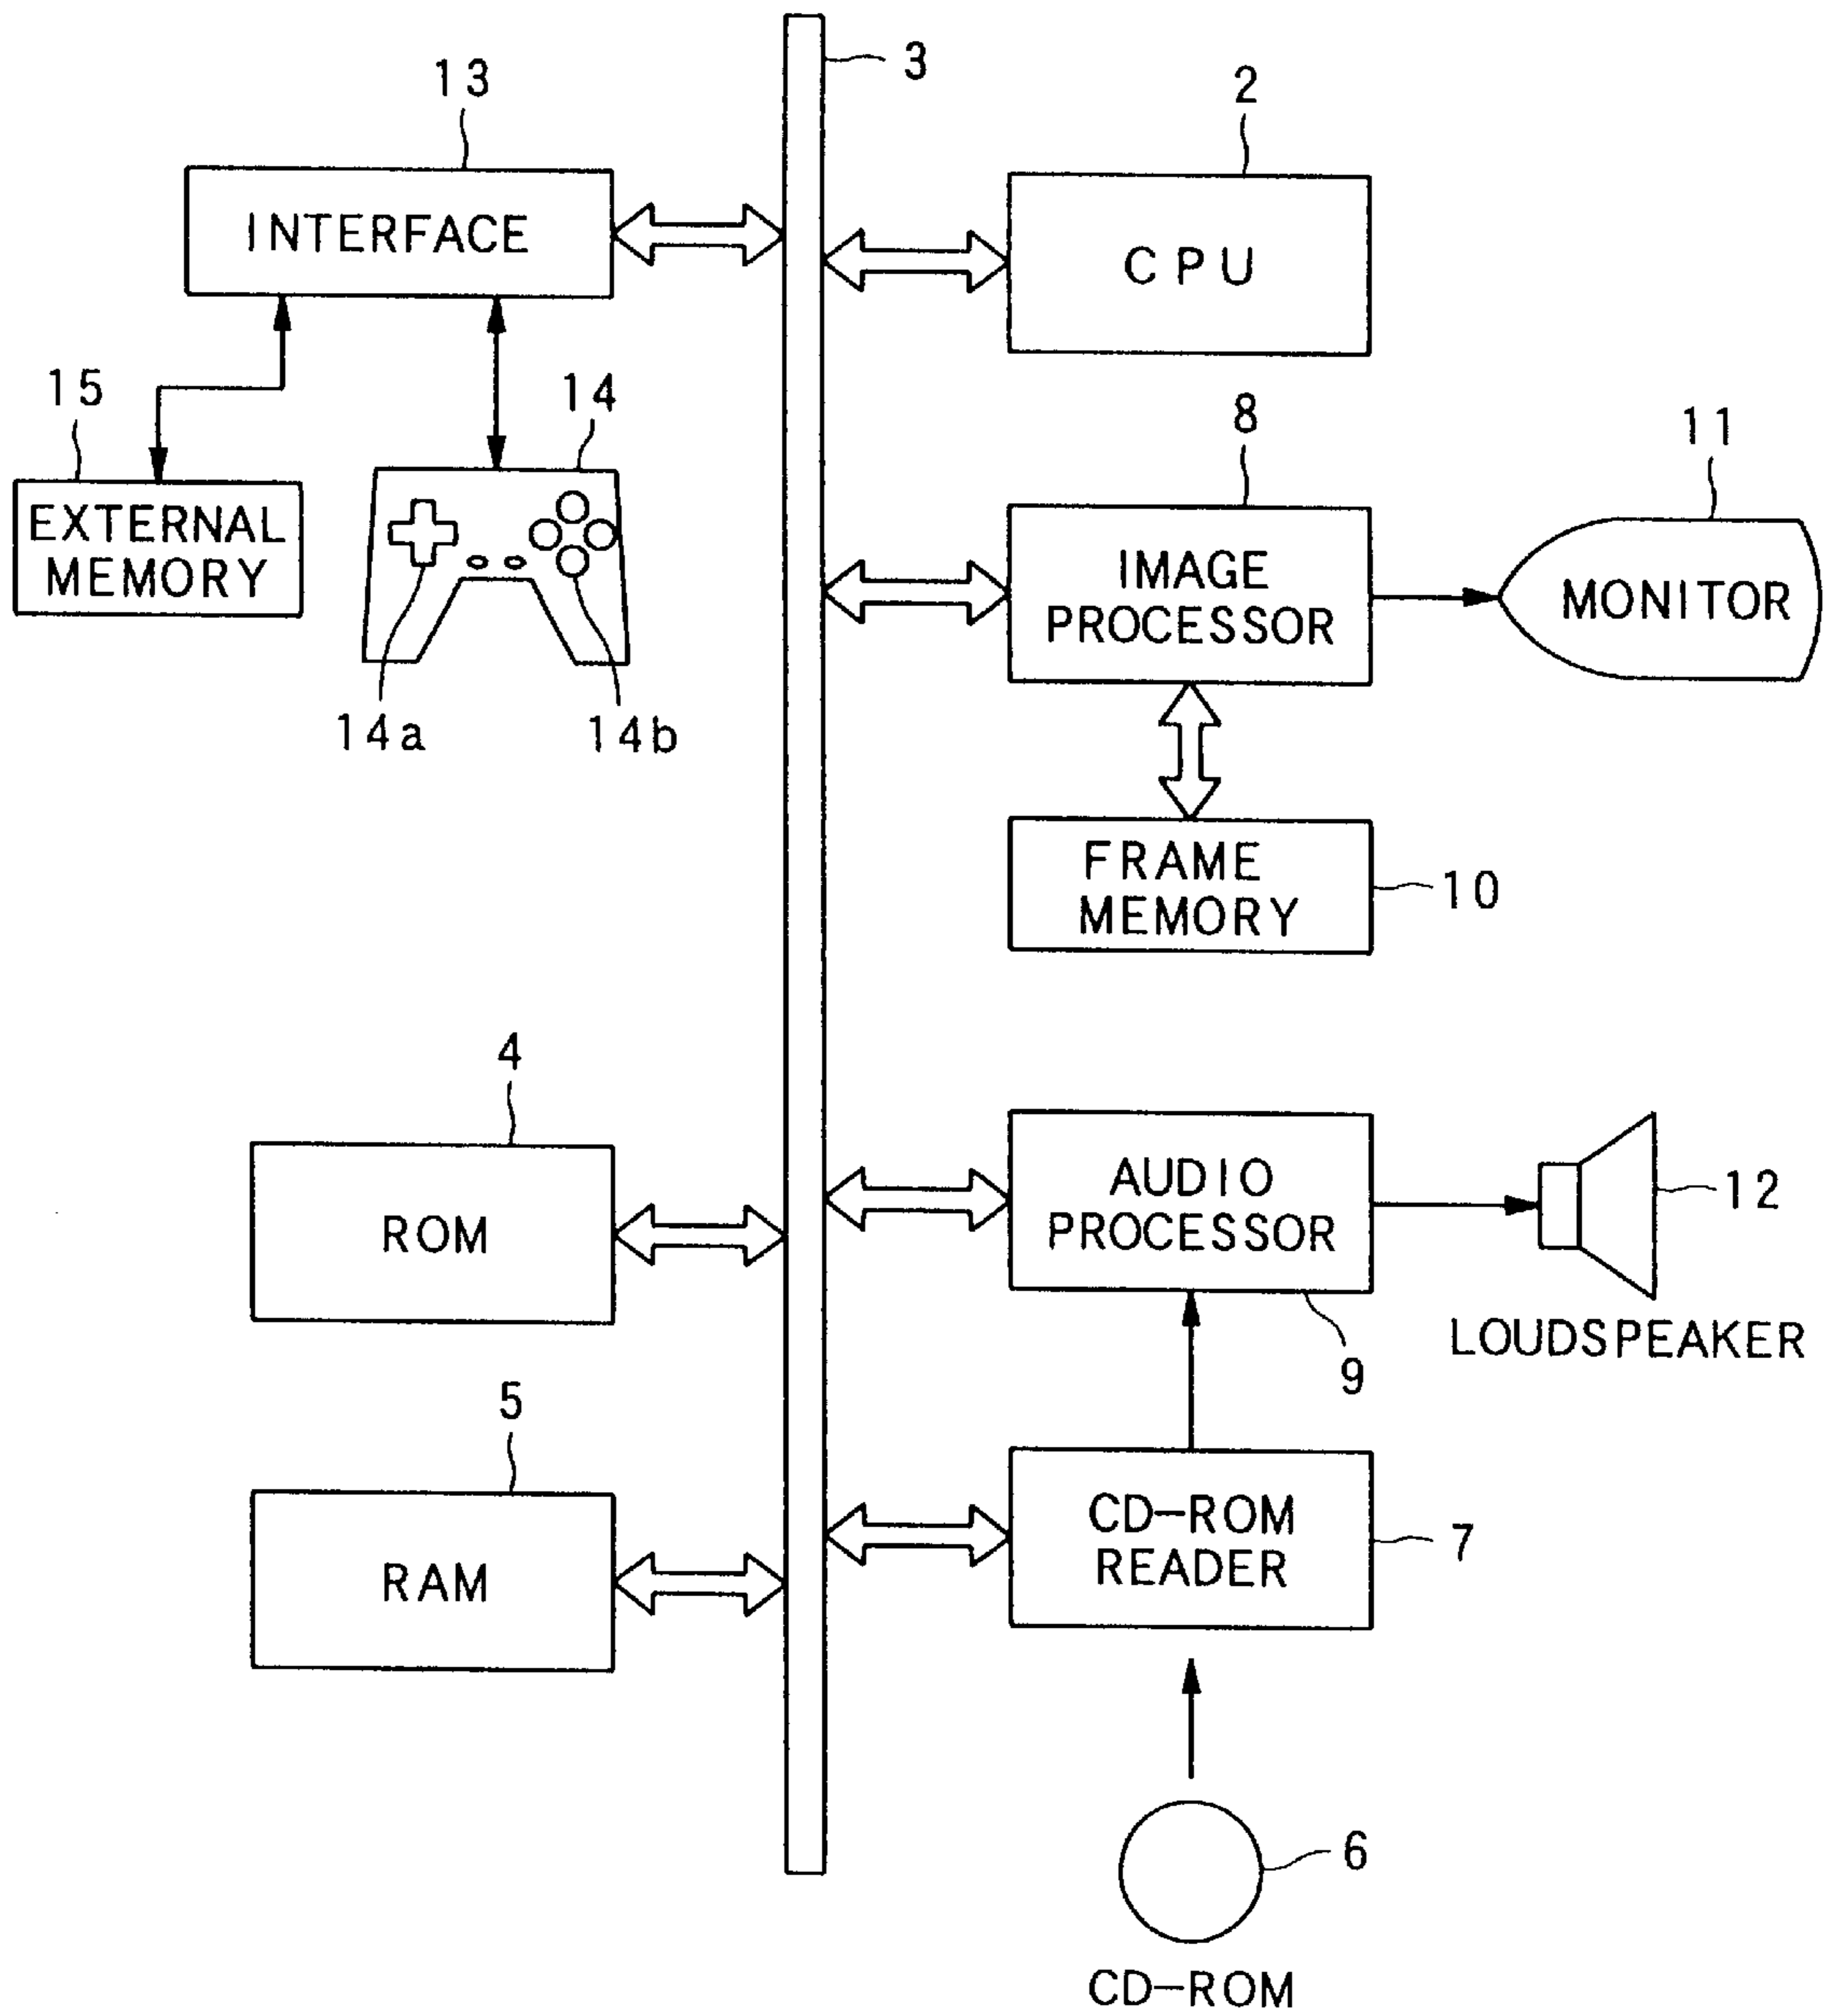 3
13
2
INTERFACE
CPU
15
14
8
11
EXTERNAL
MEMORY
IMAGE
PROCESSOR
MONITOR
14a
14b
FRAME
MEMORY
10
4
ROM
AUDIO
PROCESSOR
12
LOUDSPEAKER
9
5
RAM
CD-ROM
READER
7
6
CD-ROM